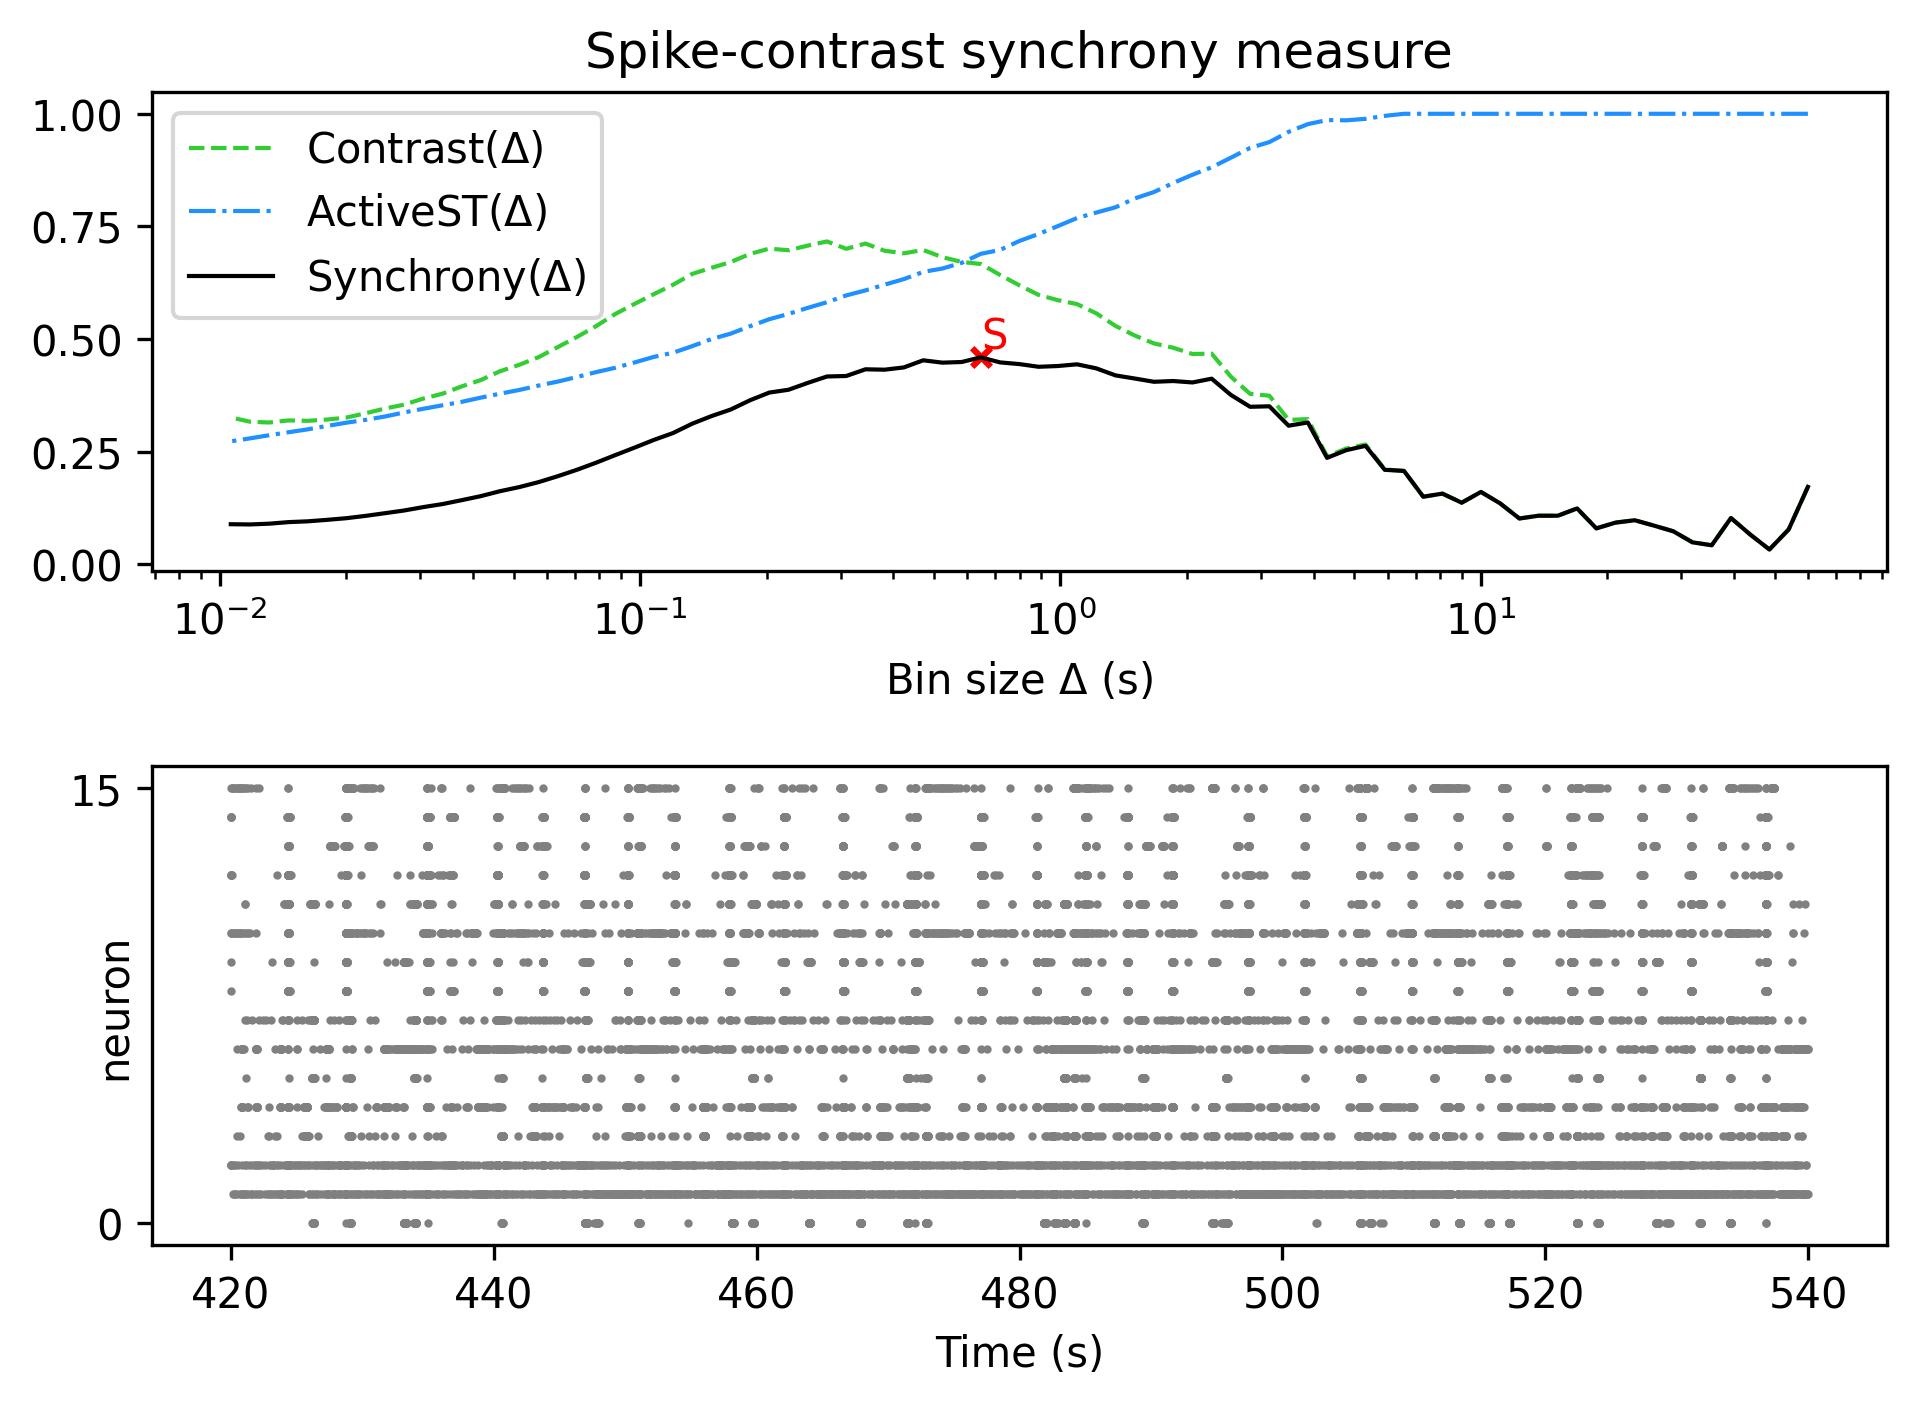 Spike-contrast synchrony measure
1.00
0.75
0.50
0.25
0.00
Contrast(Δ)
ActiveST(Δ)
Synchrony(Δ)
S
10⁻² 10⁻¹ 10⁰ 10¹
Bin size Δ (s)
15
0
neuron
420 440 460 480 500 520 540
Time (s)